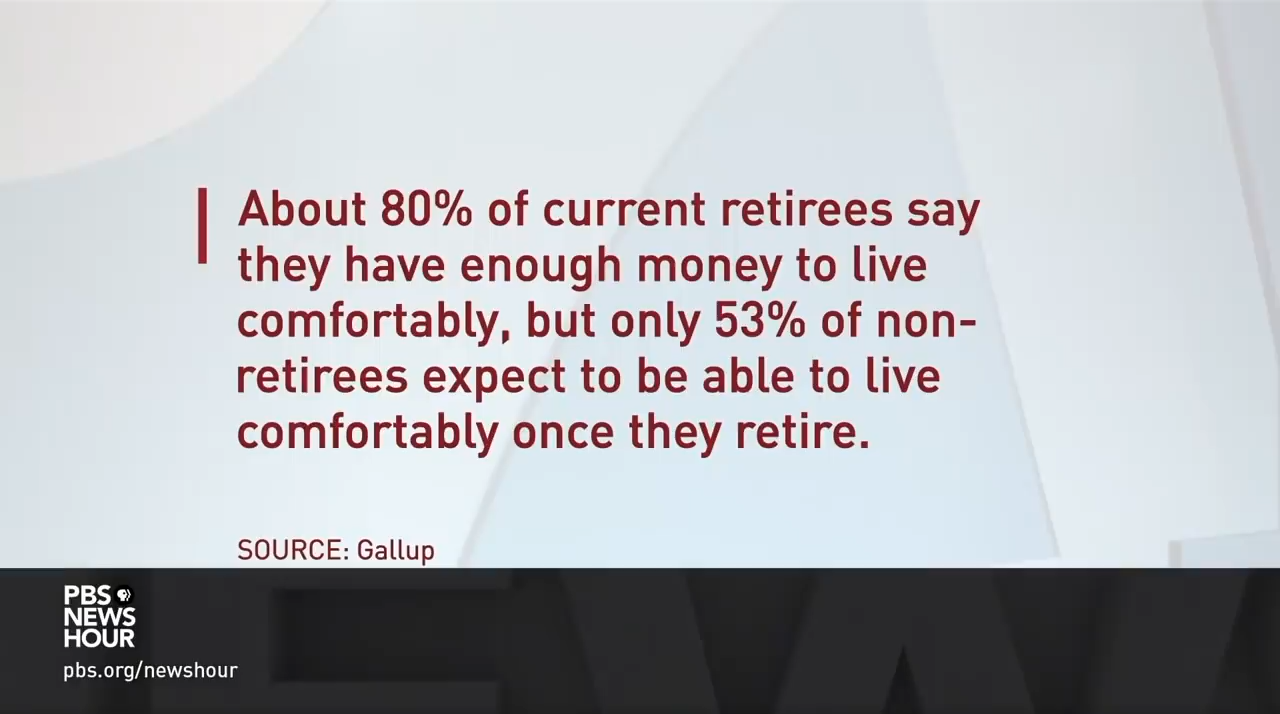 About 80% of current retirees say
they have enough money to live
comfortably, but only 53% of non-
retirees expect to be able to live
comfortably once they retire.
SOURCE: Gallup
PBS
NEWS
HOUR
pbs.org/newshour